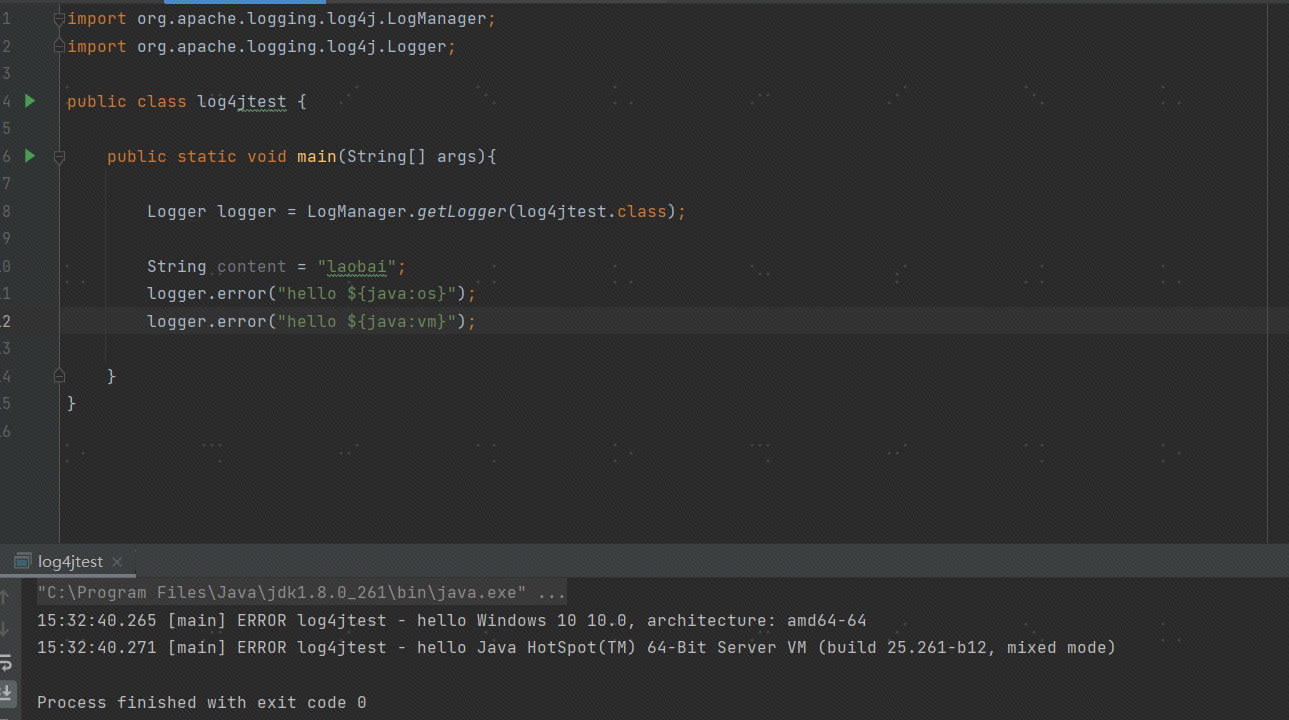 1 import org.apache.logging.log4j.LogManager;
2 import org.apache.logging.log4j.Logger;
3
4 public class log4jtest {
5
6 public static void main(String[] args){
7
8 Logger logger = LogManager.getLogger(log4jtest.class);
9
0 String content = "laobai";
1 logger.error("hello ${java:os}");
2 logger.error("hello ${java:vm}");
3
4 }
5 }
6
log4jtest
"C:\Program Files\Java\jdk1.8.0_261\bin\java.exe" ...
15:32:40.265 [main] ERROR log4jtest - hello Windows 10 10.0, architecture: amd64-64
15:32:40.271 [main] ERROR log4jtest - hello Java HotSpot(TM) 64-Bit Server VM (build 25.261-b12, mixed mode)
Process finished with exit code 0